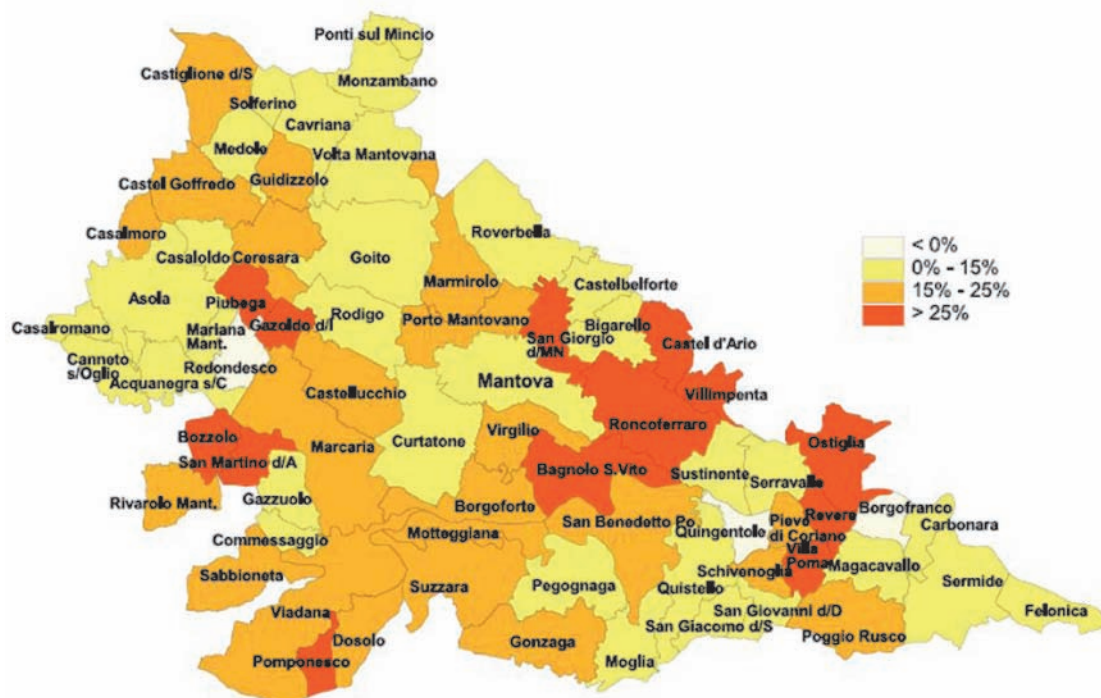 Ponti sul Mincio
Castiglione d/S
Monzambano
Solferino
Cavriana
Medole
Volta Mantovana
Castel Goffredo
Guidizzolo
Casalmoro
Roverbella
Casaloldo
Ceresara
Goito
Marmirolo
Castelbelforte
Asola
Piubega
Rodigo
Porto Mantovano
Bigarello
Casalromano
Mariana
Mant.
Gazoldo d/I
San Giorgio
d/MN
Castel d'Ario
Canneto
s/Oglio
Redondesco
Acquanegra s/C
Mantova
Castellucchio
Villimpenta
Bozzolo
Marcaria
Curtatone
Virgilio
Roncoferraro
Ostiglia
San Martino d/A
Bagnolo S.Vito
Sustinente
Serravalle
Rivarolo Mant.
Gazzuolo
Borgoforte
San Benedetto Po
Quingentole
Pieve
di Coriano
Revere
Borgofranco
Carbonara
Commessaggio
Motteggiana
Villa
Poma
Sabbioneta
Suzzara
Pegognaga
Quistello
Schivenoglia
Magacavallo
Sermide
Viadana
Dosolo
San Giovanni d/D
San Giacomo d/S
Fellonica
Pomponesco
Gonzaga
Moglia
Poggio Rusco
< 0%
0% - 15%
15% - 25%
> 25%